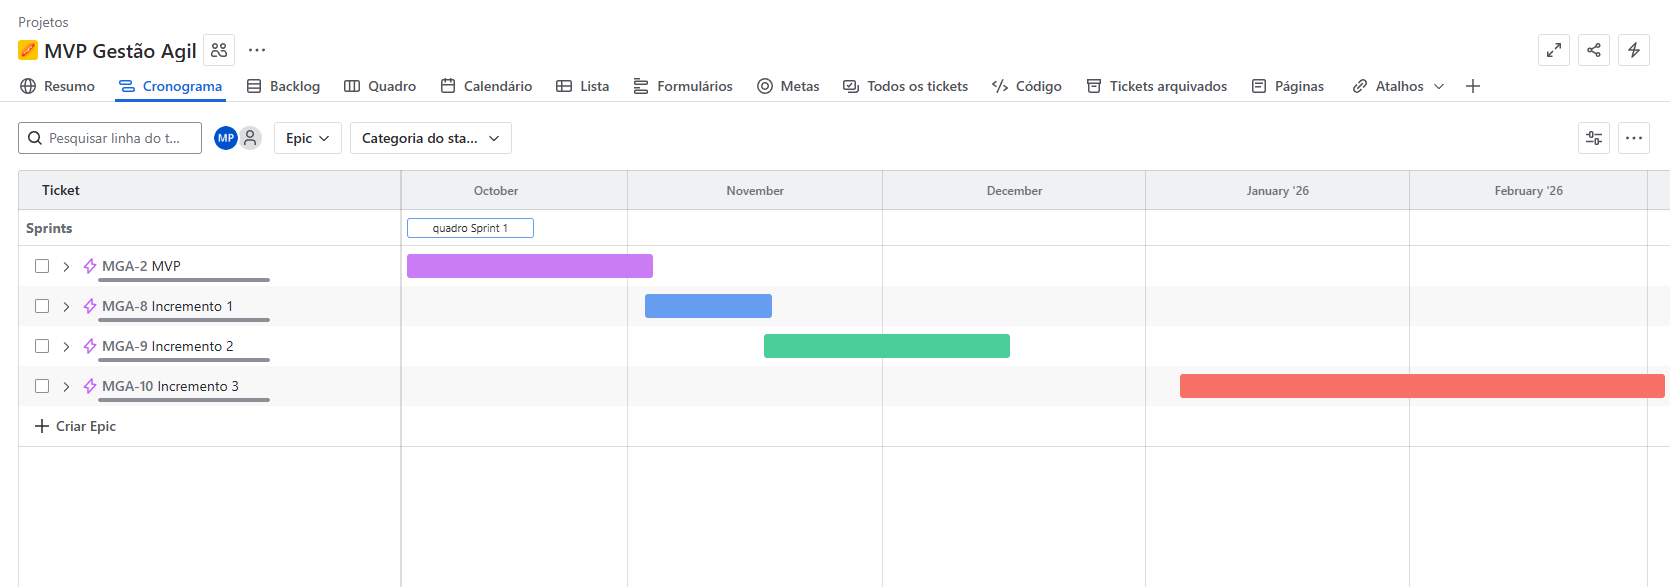 Projetos
MVP Gestão Agil
Resumo Cronograma Backlog Quadro Calendário Lista Formulários Metas Todos os tickets Código Tickets arquivados Páginas Atalhos
Pesquisar linha do t... MP Epic Categoria do sta...
Ticket October November December January '26 February '26
Sprints quadro Sprint 1
MGA-2 MVP
MGA-8 Incremento 1
MGA-9 Incremento 2
MGA-10 Incremento 3
Criar Epic